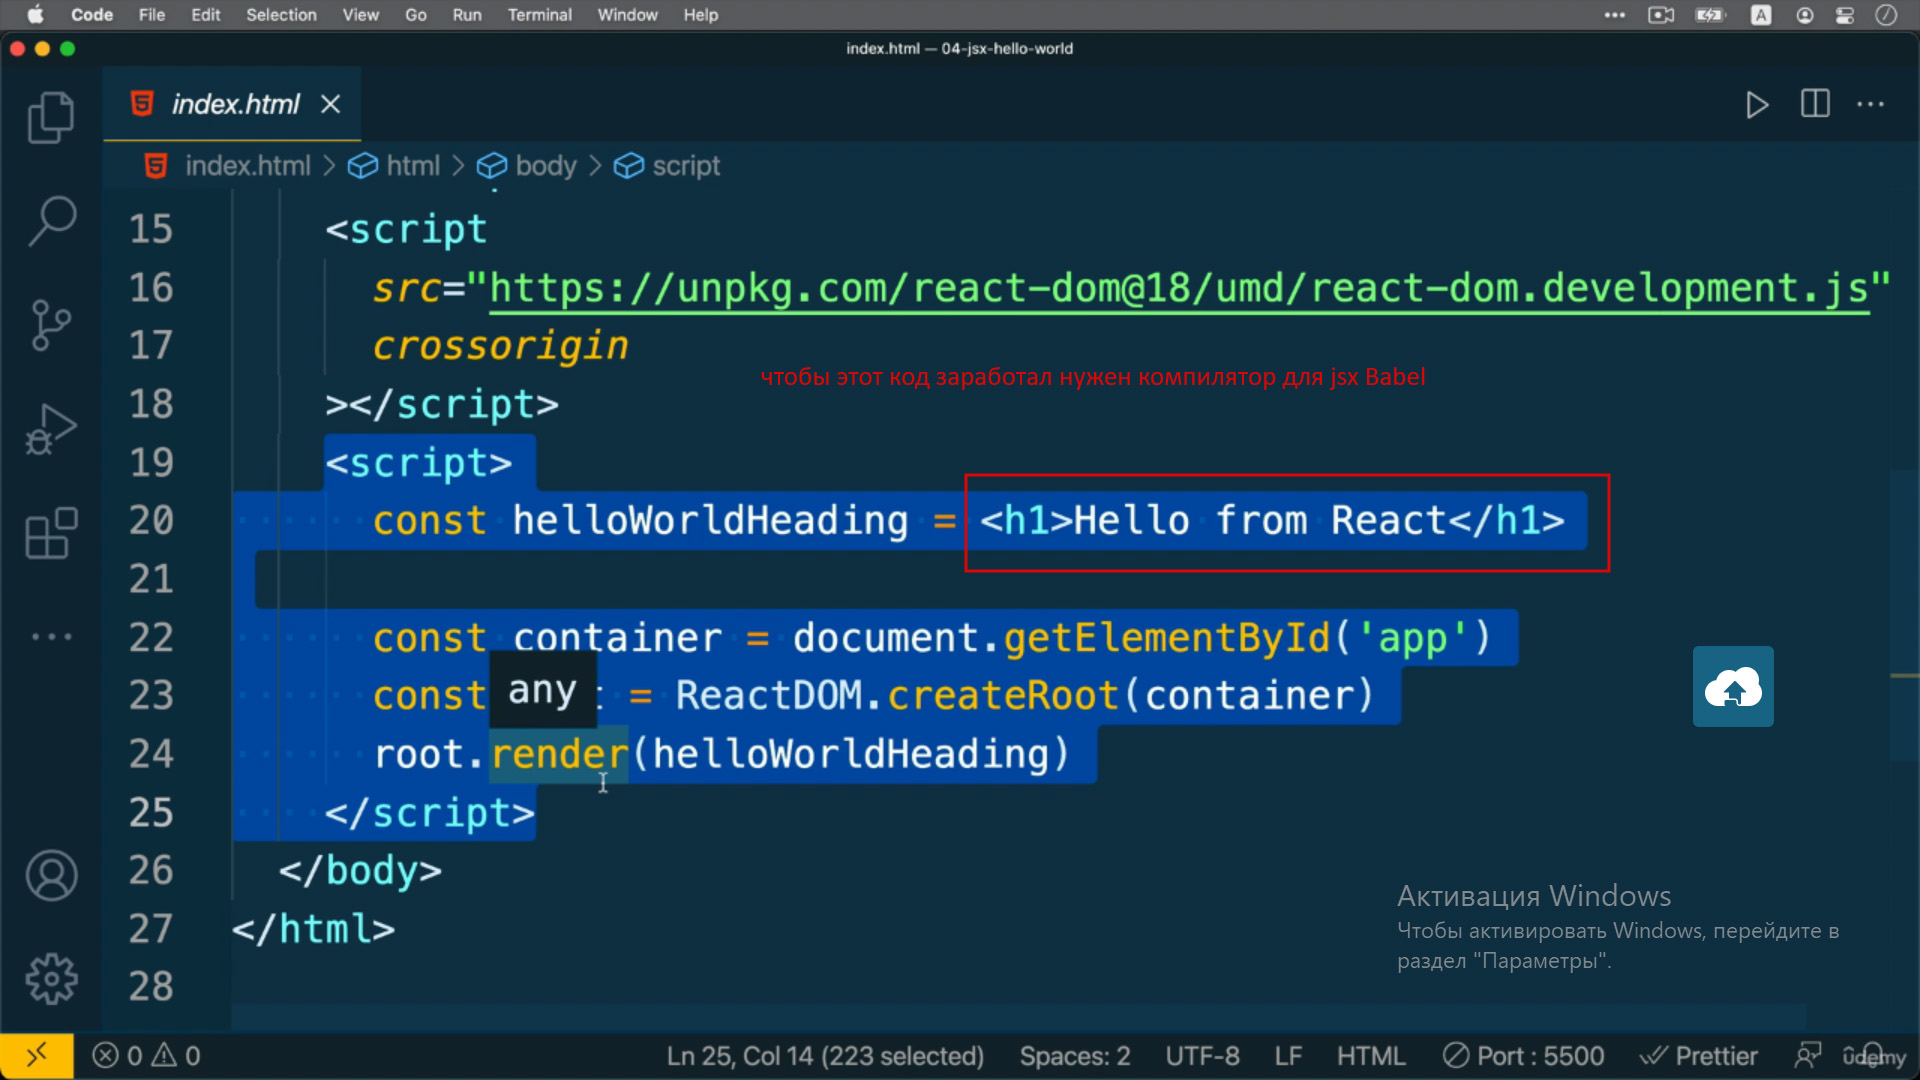 Code File Edit Selection View Go Run Terminal Window Help A
index.html — 04-jsx-hello-world
index.html
index.html > html > body > script
15 <script
16 src="https://unpkg.com/react-dom@18/umd/react-dom.development.js"
17 crossorigin
чтобы этот код заработал нужен компилятор для jsx Babel
18 ></script>
19 <script>
20 const helloWorldHeading = <h1>Hello from React</h1>
21
22 const container = document.getElementById('app')
23 const any t = ReactDOM.createRoot(container)
24 root.render(helloWorldHeading)
25 </script>
26 </body>
27 </html>
28
Активация Windows
Чтобы активировать Windows, перейдите в
раздел "Параметры".
0 0 Ln 25, Col 14 (223 selected) Spaces: 2 UTF-8 LF HTML Port : 5500 Prettier ûdemy